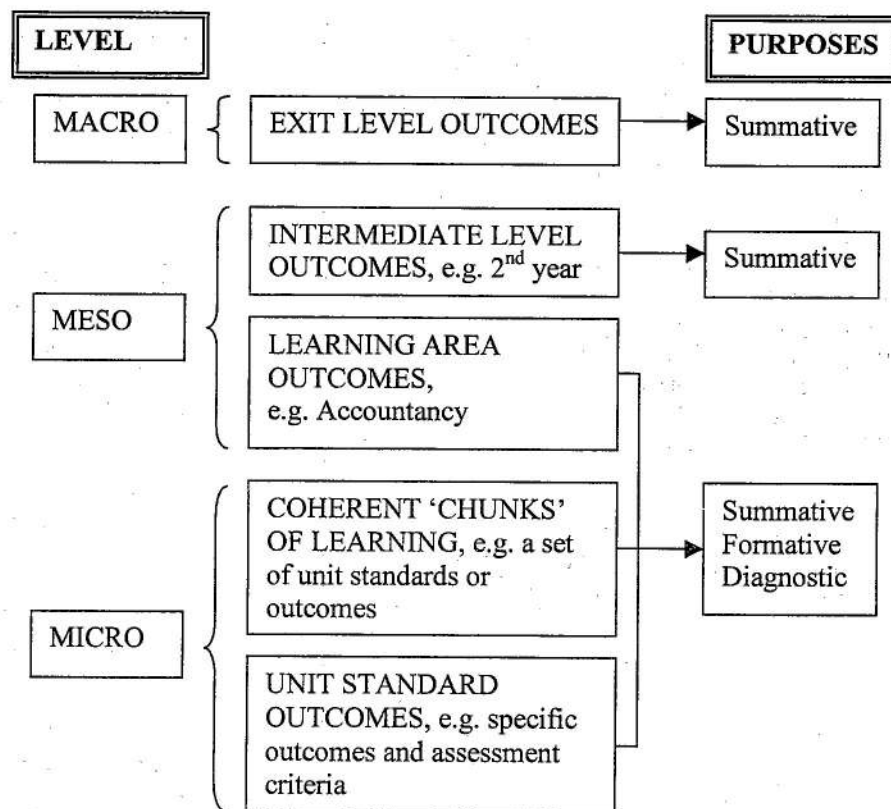 LEVEL
PURPOSES
MACRO
EXIT LEVEL OUTCOMES
Summative
MESO
INTERMEDIATE LEVEL
OUTCOMES, e.g. 2nd year
Summative
LEARNING AREA
OUTCOMES,
e.g. Accountancy
MICRO
COHERENT ‘CHUNKS’
OF LEARNING, e.g. a set
of unit standards or
outcomes
Summative
Formative
Diagnostic
UNIT STANDARD
OUTCOMES, e.g. specific
outcomes and assessment
criteria